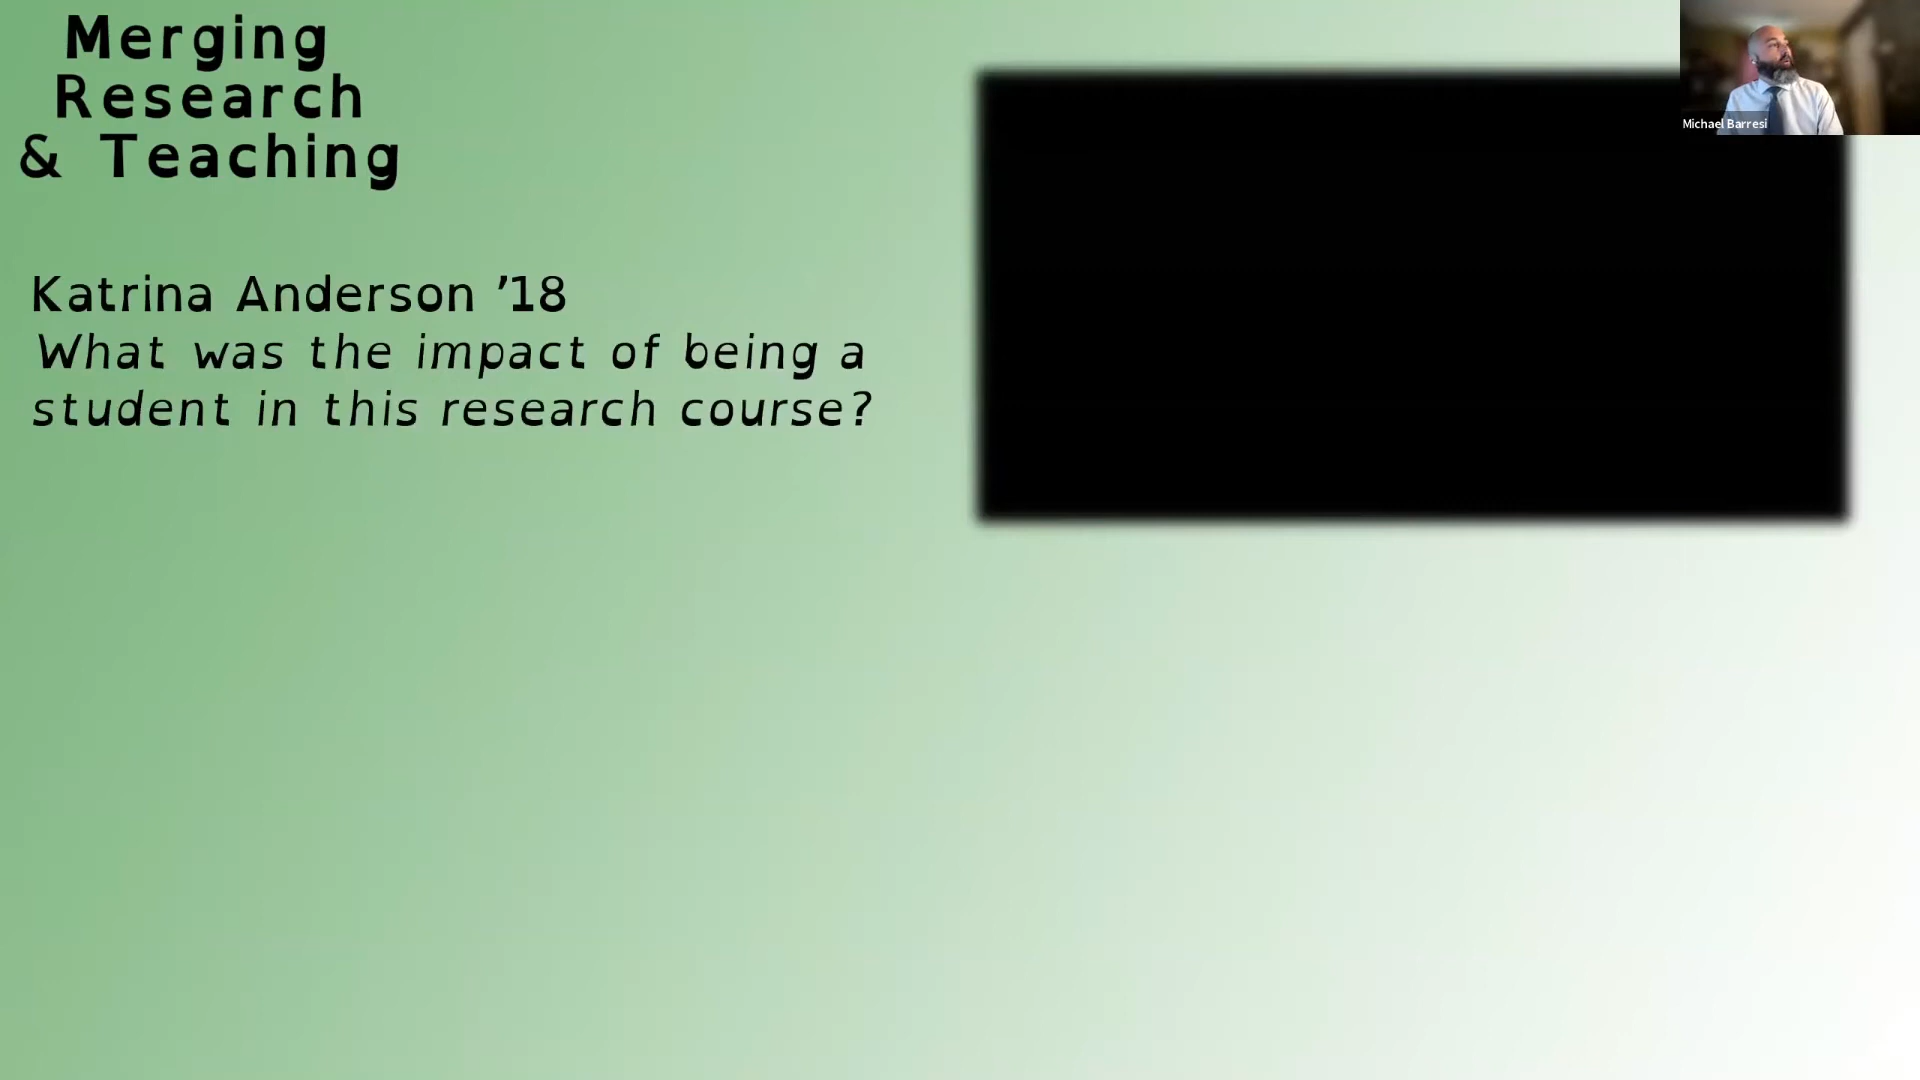 Merging
Research
& Teaching
Michael Barresi
Katrina Anderson ’18
What was the impact of being a
student in this research course?